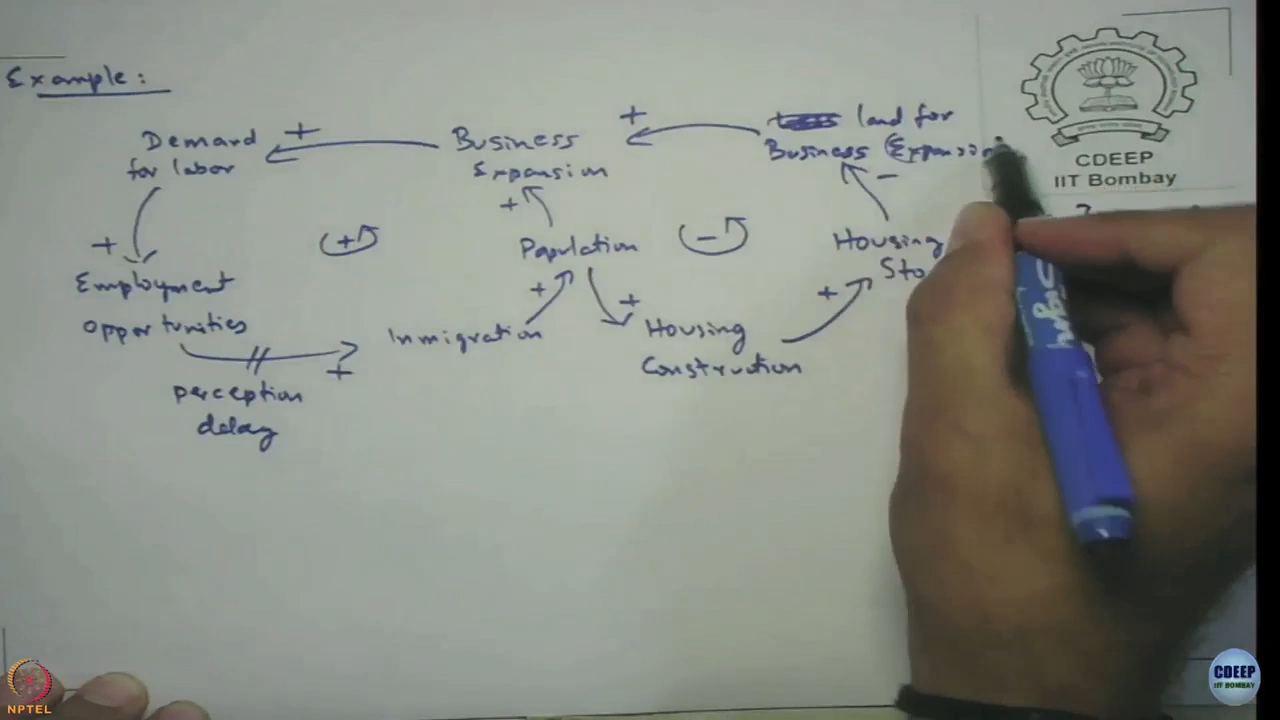 Example:
Demand
for labor
+
Business
Expansion
+
land for
Business (Expansion
-
+
+
Employment
opportunities
+
Population
-
Housing
Sto
+
+
+
Inmigration
Housing
Construction
+
perception
delay
CDEEP
IIT Bombay
NPTEL
CDEEP
IIT BOMBAY